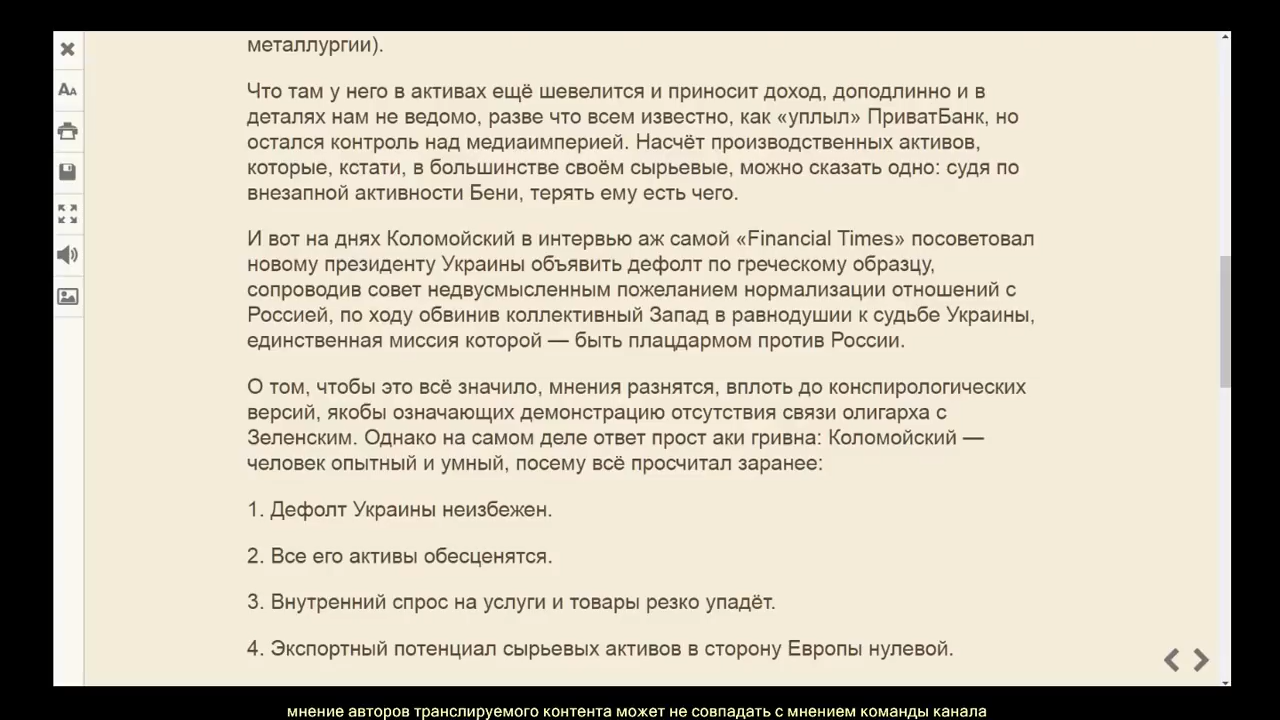 металлургии).
Что там у него в активах ещё шевелится и приносит доход, доподлинно и в
деталях нам не ведомо, разве что всем известно, как «уплыл» ПриватБанк, но
остался контроль над медиаимперией. Насчёт производственных активов,
которые, кстати, в большинстве своём сырьевые, можно сказать одно: судя по
внезапной активности Бени, терять ему есть чего.
И вот на днях Коломойский в интервью аж самой «Financial Times» посоветовал
новому президенту Украины объявить дефолт по греческому образцу,
сопроводив совет недвусмысленным пожеланием нормализации отношений с
Россией, по ходу обвинив коллективный Запад в равнодушии к судьбе Украины,
единственная миссия которой — быть плацдармом против России.
О том, чтобы это всё значило, мнения разнятся, вплоть до конспирологических
версий, якобы означающих демонстрацию отсутствия связи олигарха с
Зеленским. Однако на самом деле ответ прост аки гривна: Коломойский —
человек опытный и умный, посему всё просчитал заранее:
1. Дефолт Украины неизбежен.
2. Все его активы обесценятся.
3. Внутренний спрос на услуги и товары резко упадёт.
4. Экспортный потенциал сырьевых активов в сторону Европы нулевой.
мнение авторов транслируемого контента может не совпадать с мнением команды канала